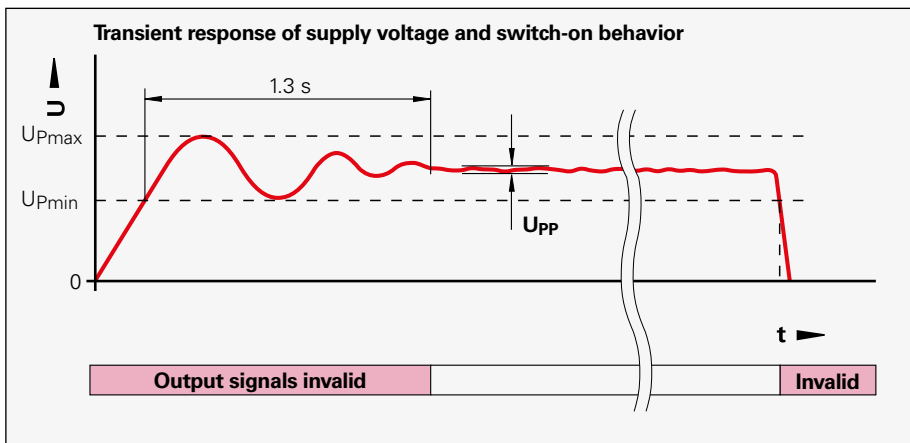 Transient response of supply voltage and switch-on behavior
U
1.3 s
UPmax
UPmin
UPP
0
t
Output signals invalid
Invalid